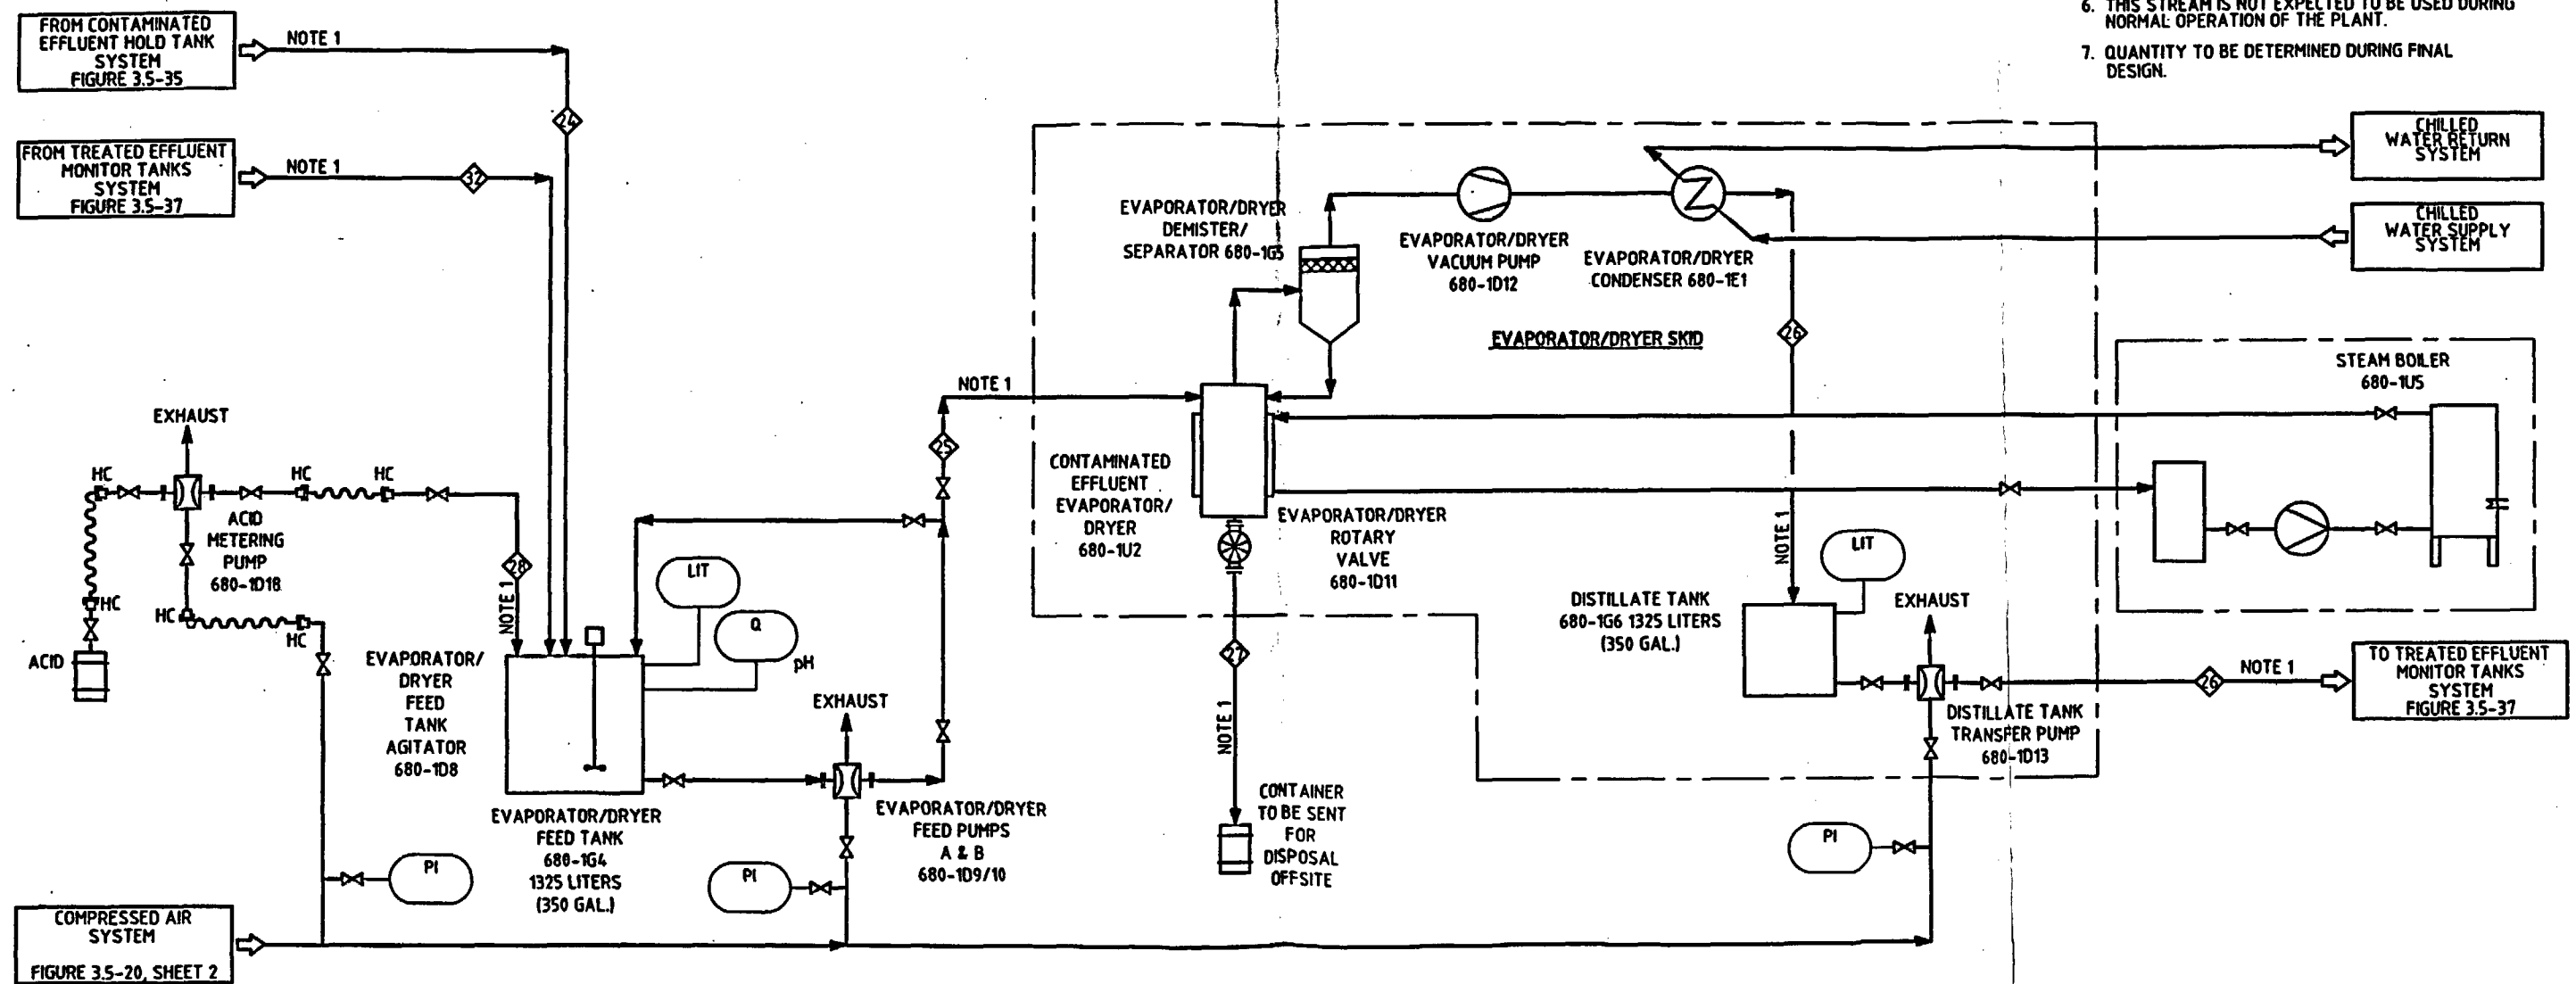 6. THIS STREAM IS NOT EXPECTED TO BE USED DURING
NORMAL OPERATION OF THE PLANT.
7. QUANTITY TO BE DETERMINED DURING FINAL
DESIGN.
FROM CONTAMINATED
EFFLUENT HOLD TANK
SYSTEM
FIGURE 3.5-35
NOTE 1
24
FROM TREATED EFFLUENT
MONITOR TANKS
SYSTEM
FIGURE 3.5-37
NOTE 1
32
CHILLED
WATER RETURN
SYSTEM
CHILLED
WATER SUPPLY
SYSTEM
EVAPORATOR/DRYER
DEMISTER/
SEPARATOR 680-1G5
EVAPORATOR/DRYER
VACUUM PUMP
680-1D12
EVAPORATOR/DRYER
CONDENSER 680-1E1
EVAPORATOR/DRYER SKID
26
STEAM BOILER
680-1U5
NOTE 1
25
EXHAUST
HC
HC
HC
HC
HC
HC
ACID
METERING
PUMP
680-1D18
ACID
28
NOTE 1
CONTAMINATED
EFFLUENT
EVAPORATOR/
DRYER
680-1U2
EVAPORATOR/DRYER
ROTARY
VALVE
680-1D11
NOTE 1
LIT
Q
pH
LIT
DISTILLATE TANK
680-1G6 1325 LITERS
(350 GAL.)
EXHAUST
EVAPORATOR/
DRYER
FEED
TANK
AGITATOR
680-1D8
EXHAUST
27
NOTE 1
26
NOTE 1
TO TREATED EFFLUENT
MONITOR TANKS
SYSTEM
FIGURE 3.5-37
DISTILLATE TANK
TRANSFER PUMP
680-1D13
EVAPORATOR/DRYER
FEED TANK
680-1G4
1325 LITERS
(350 GAL.)
EVAPORATOR/DRYER
FEED PUMPS
A & B
680-1D9/10
CONTAINER
TO BE SENT
FOR
DISPOSAL
OFFSITE
PI
PI
PI
COMPRESSED AIR
SYSTEM
FIGURE 3.5-20, SHEET 2